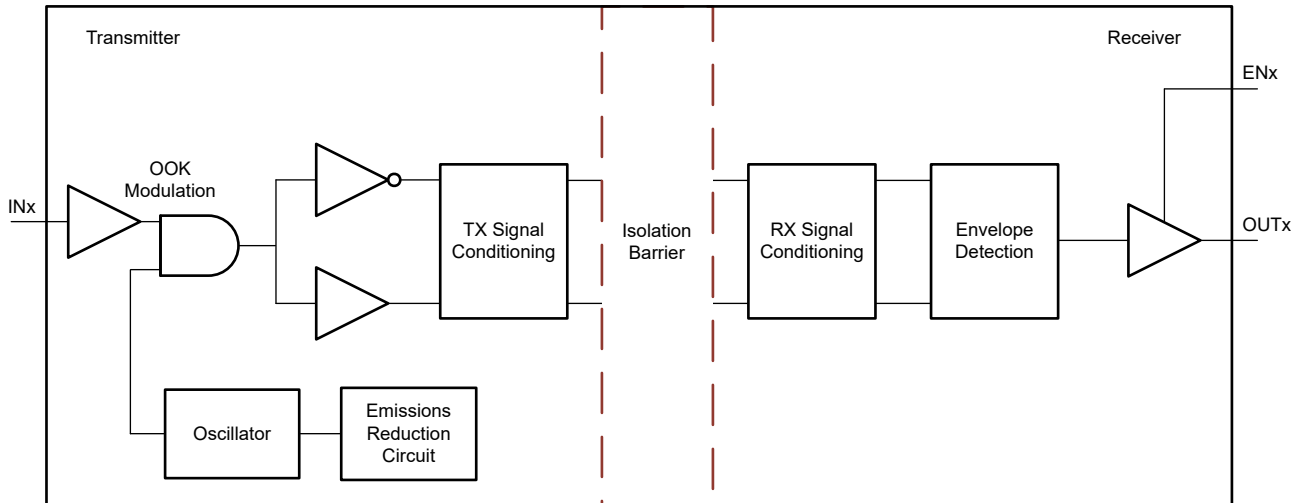 Transmitter
Receiver
ENx
OOK
Modulation
INx
TX Signal
Conditioning
Isolation
Barrier
RX Signal
Conditioning
Envelope
Detection
OUTx
Oscillator
Emissions
Reduction
Circuit